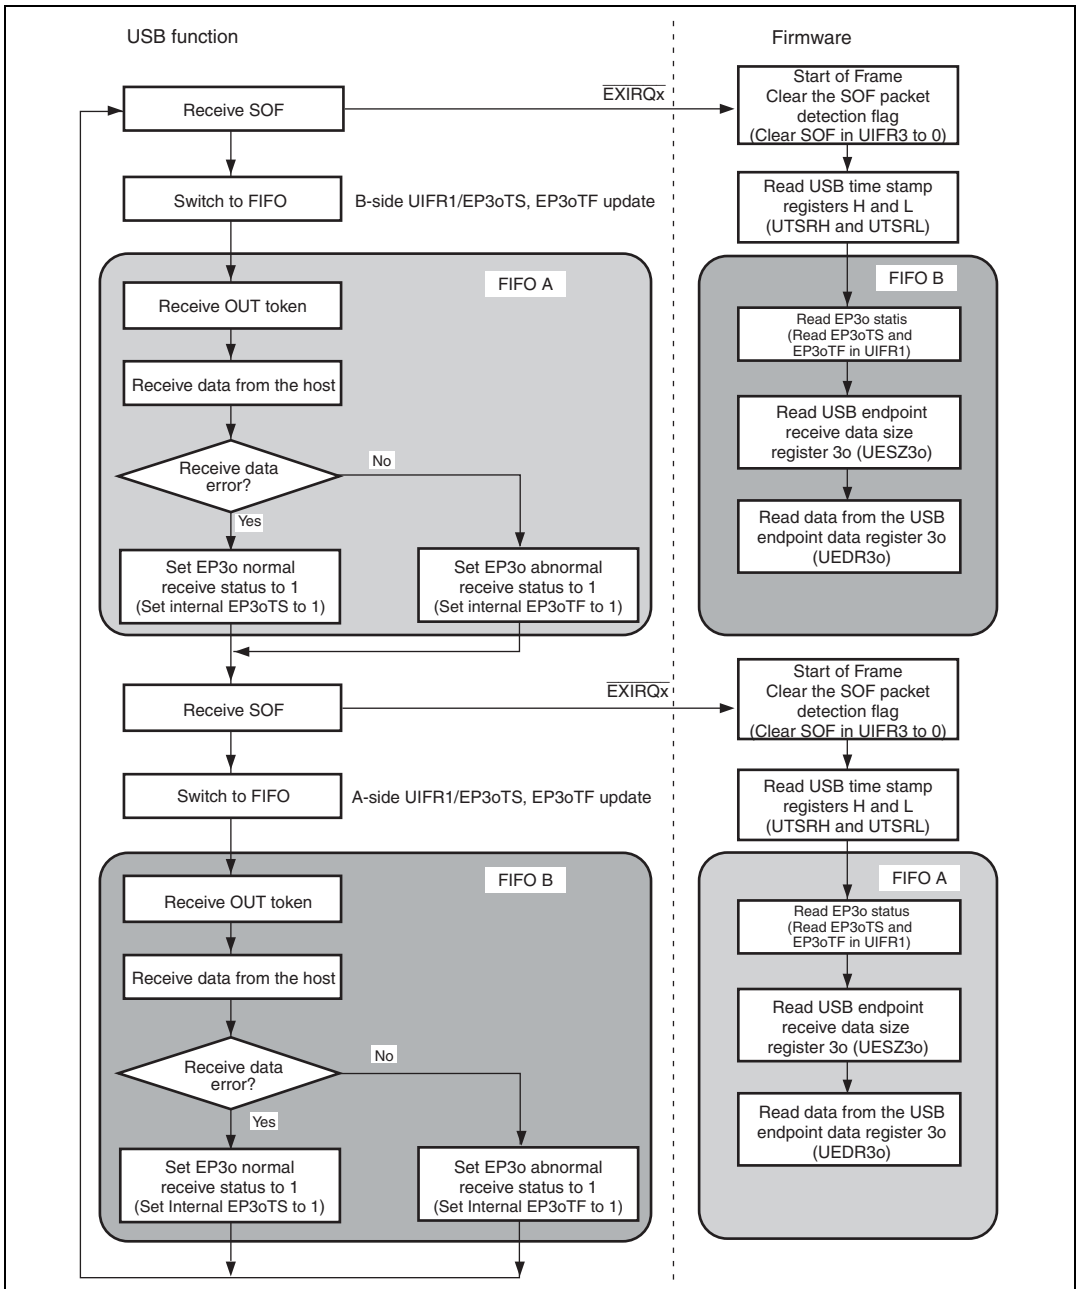 USB function
Firmware
Receive SOF
EXIRQx
Start of Frame
Clear the SOF packet
detection flag
(Clear SOF in UIFR3 to 0)
Switch to FIFO
B-side UIFR1/EP3oTS, EP3oTF update
Read USB time stamp
registers H and L
(UTSRH and UTSRL)
FIFO A
Receive OUT token
Receive data from the host
Receive data
error?
No
Yes
Set EP3o normal
receive status to 1
(Set internal EP3oTS to 1)
Set EP3o abnormal
receive status to 1
(Set internal EP3oTF to 1)
FIFO B
Read EP3o statis
(Read EP3oTS and
EP3oTF in UIFR1)
Read USB endpoint
receive data size
register 3o (UESZ3o)
Read data from the USB
endpoint data register 3o
(UEDR3o)
Receive SOF
EXIRQx
Start of Frame
Clear the SOF packet
detection flag
(Clear SOF in UIFR3 to 0)
Switch to FIFO
A-side UIFR1/EP3oTS, EP3oTF update
Read USB time stamp
registers H and L
(UTSRH and UTSRL)
FIFO B
Receive OUT token
Receive data from the host
Receive data
error?
No
Yes
Set EP3o normal
receive status to 1
(Set Internal EP3oTS to 1)
Set EP3o abnormal
receive status to 1
(Set Internal EP3oTF to 1)
FIFO A
Read EP3o status
(Read EP3oTS and
EP3oTF in UIFR1)
Read USB endpoint
receive data size
register 3o (UESZ3o)
Read data from the USB
endpoint data register 3o
(UEDR3o)